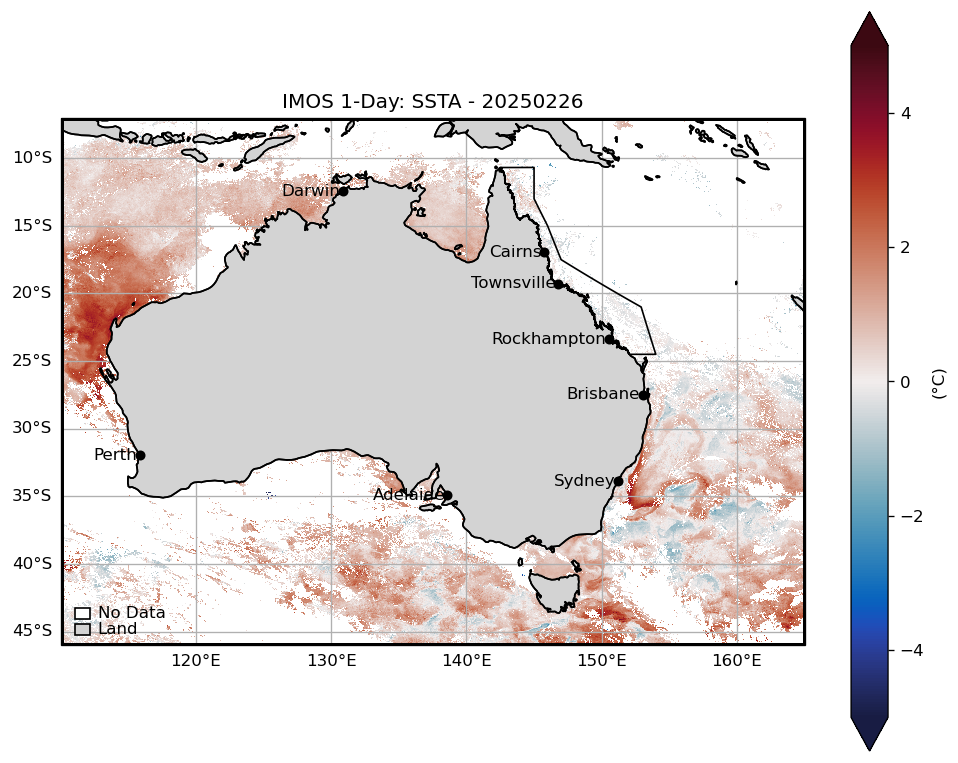 IMOS 1-Day: SSTA - 20250226
10°S
15°S
20°S
25°S
30°S
35°S
40°S
45°S
Darwin
Cairns
Townsville
Rockhampton
Brisbane
Perth
Sydney
Adelaide
No Data
Land
120°E 130°E 140°E 150°E 160°E
4
2
0
−2
−4
(°C)